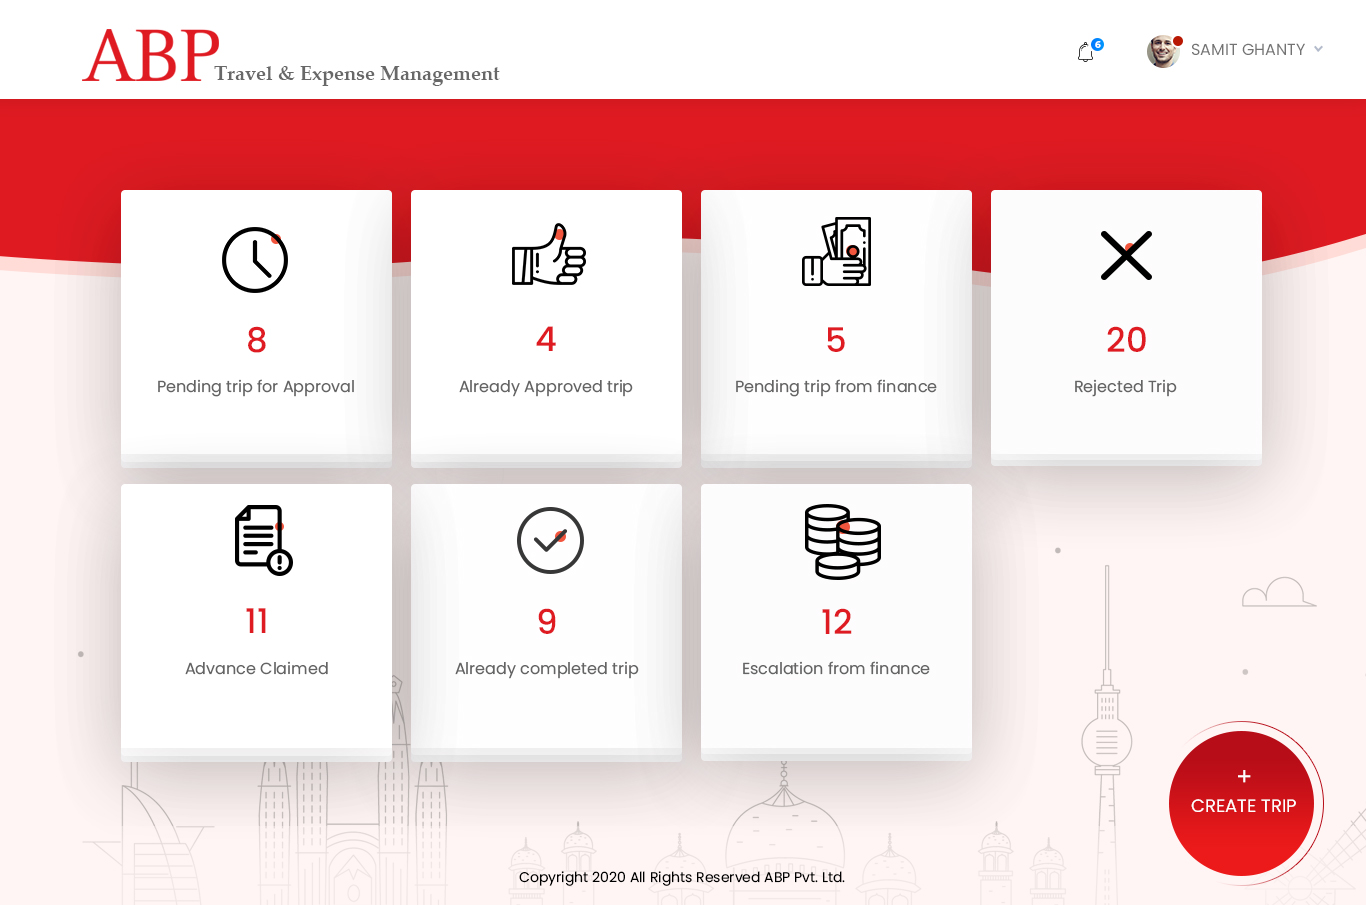 ABP Travel & Expense Management
6
SAMIT GHANTY
8
Pending trip for Approval
4
Already Approved trip
5
Pending trip from finance
20
Rejected Trip
11
Advance Claimed
9
Already completed trip
12
Escalation from finance
+
CREATE TRIP
Copyright 2020 All Rights Reserved ABP Pvt. Ltd.